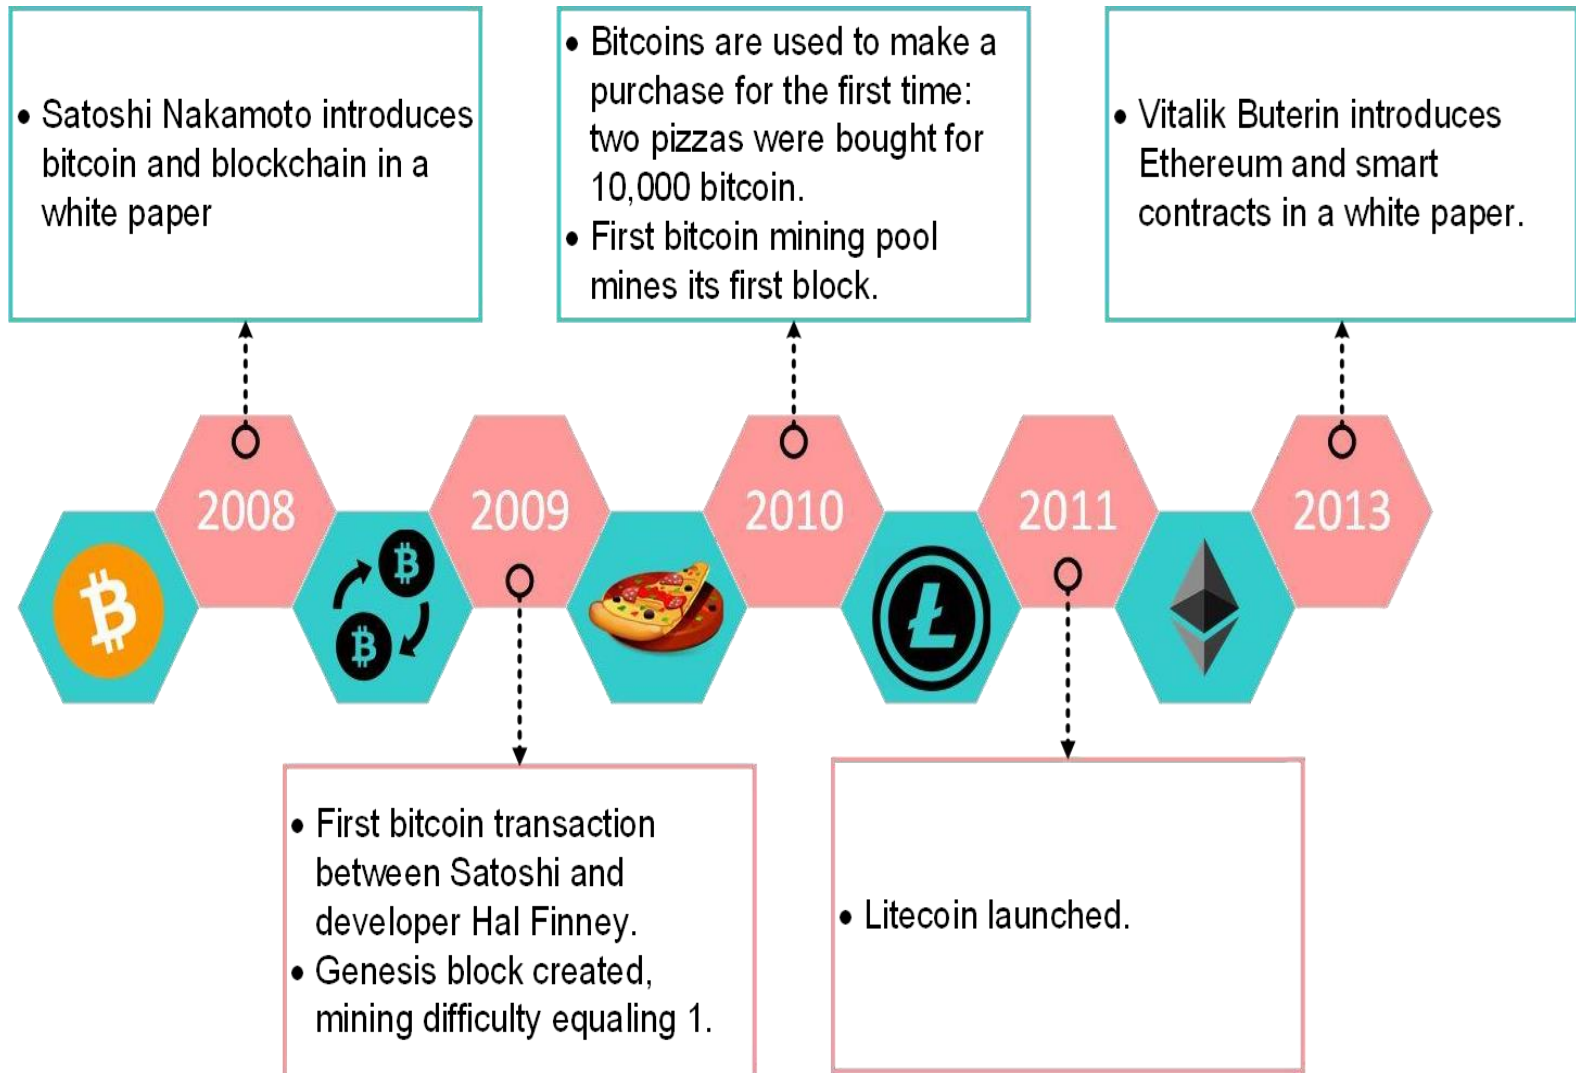 • Satoshi Nakamoto introduces
bitcoin and blockchain in a
white paper
• Bitcoins are used to make a
purchase for the first time:
two pizzas were bought for
10,000 bitcoin.
• First bitcoin mining pool
mines its first block.
• Vitalik Buterin introduces
Ethereum and smart
contracts in a white paper.
2008
2009
2010
2011
2013
• First bitcoin transaction
between Satoshi and
developer Hal Finney.
• Genesis block created,
mining difficulty equaling 1.
• Litecoin launched.